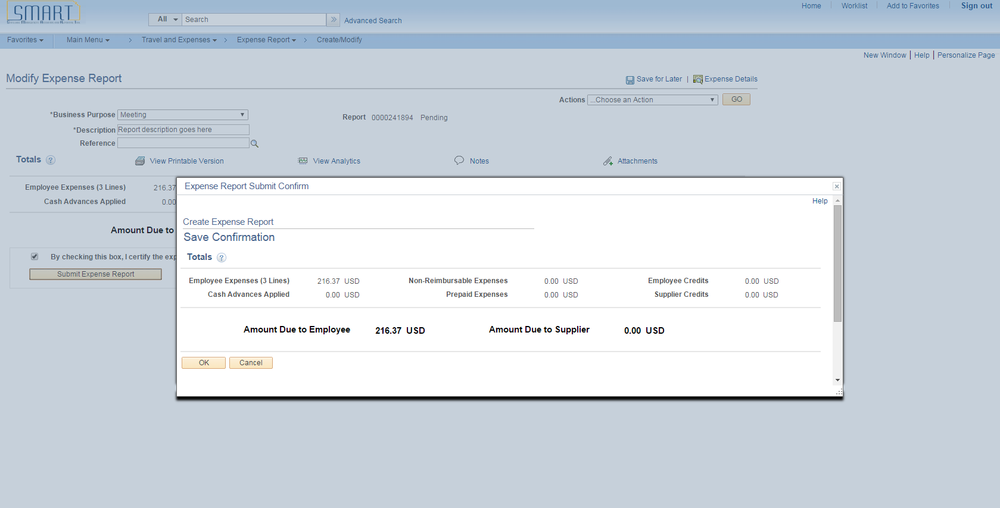 SMART
Home Worklist Add to Favorites Sign out
All Search Advanced Search
Favorites Main Menu > Travel and Expenses > Expense Report > Create/Modify
New Window | Help | Personalize Page
Modify Expense Report
Save for Later | Expense Details
Actions ...Choose an Action GO
*Business Purpose Meeting
Report 0000241894 Pending
*Description Report description goes here
Reference
Totals ? View Printable Version View Analytics Notes Attachments
Employee Expenses (3 Lines) 216.37
Cash Advances Applied 0.00
Amount Due to
By checking this box, I certify the exp
Submit Expense Report
Expense Report Submit Confirm
Help
Create Expense Report
Save Confirmation
Totals ?
Employee Expenses (3 Lines) 216.37 USD Non-Reimbursable Expenses 0.00 USD Employee Credits 0.00 USD
Cash Advances Applied 0.00 USD Prepaid Expenses 0.00 USD Supplier Credits 0.00 USD
Amount Due to Employee 216.37 USD Amount Due to Supplier 0.00 USD
OK Cancel